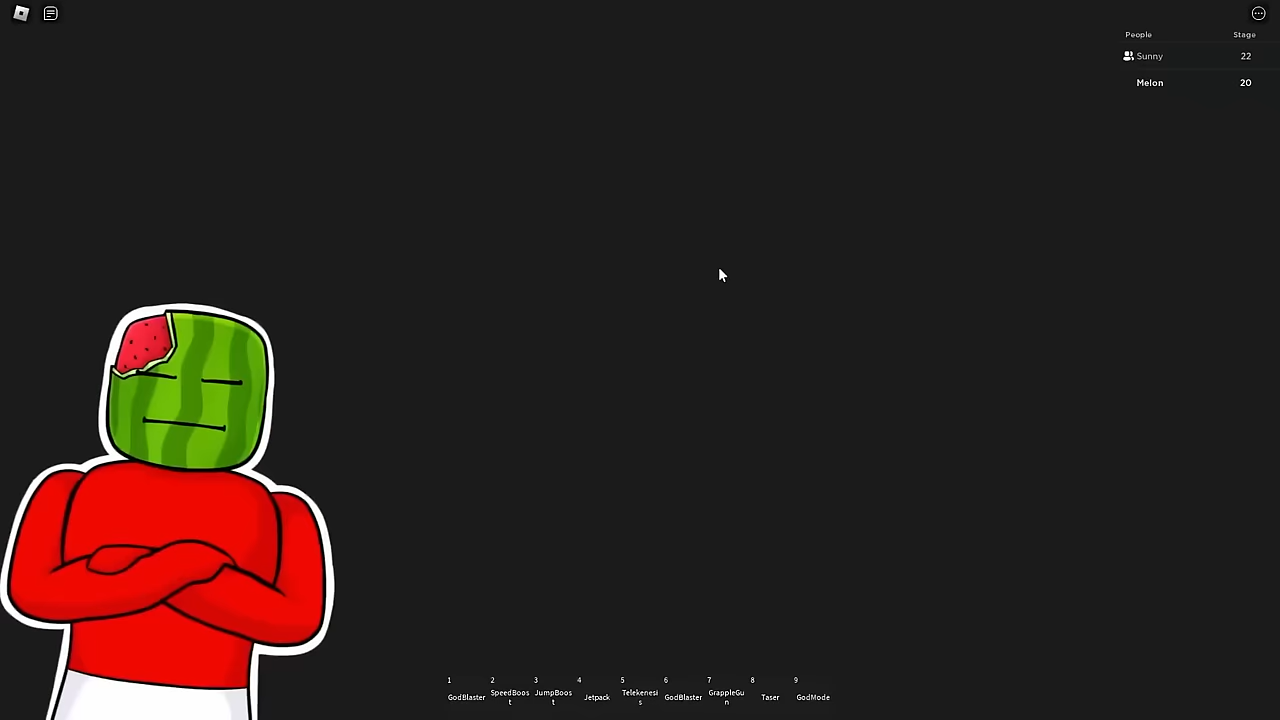 People Stage
Sunny 22
Melon 20
1 2 3 4 5 6 7 8 9
GodBlaster SpeedBoos JumpBoos Jetpack Telekenesi GodBlaster GrappleGu Taser GodMode
t t s n